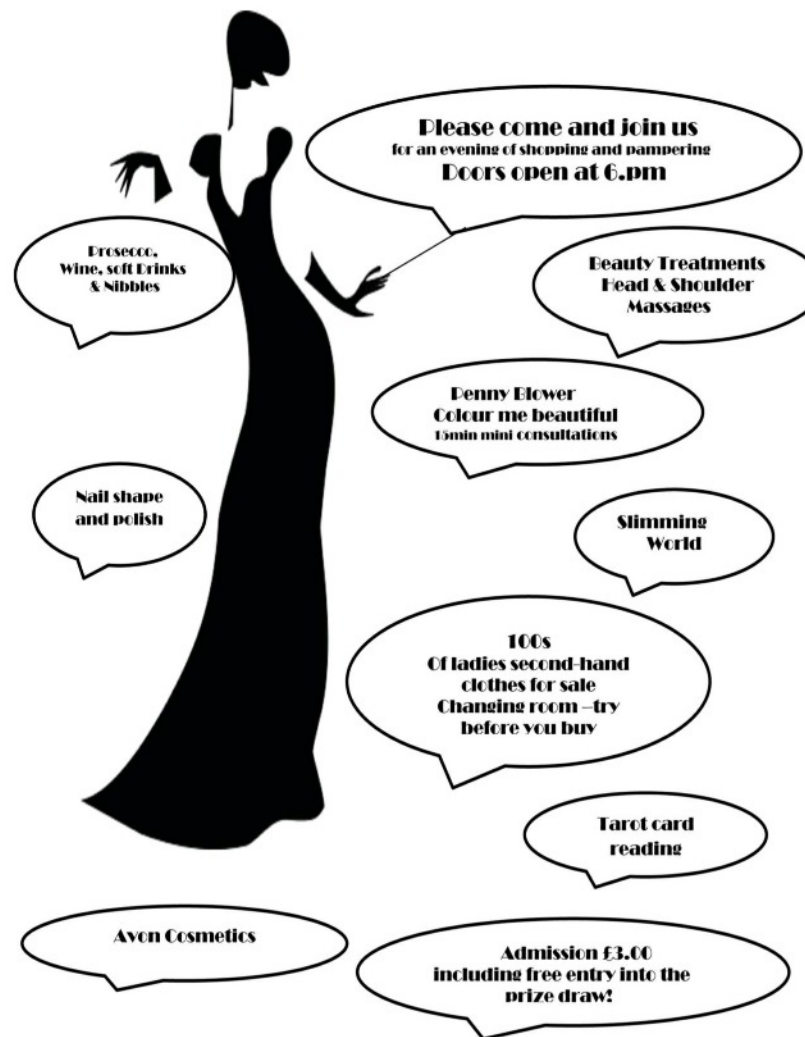 Please come and join us
for an evening of shopping and pampering
Doors open at 6.pm
Prosecco,
Wine, soft Drinks
& Nibbles
Beauty Treatments
Head & Shoulder
Massages
Penny Blower
Colour me beautiful
15min mini consultations
Nail shape
and polish
Slimming
World
100s
Of ladies second-hand
clothes for sale
Changing room –try
before you buy
Tarot card
reading
Avon Cosmetics
Admission £3.00
including free entry into the
prize draw!